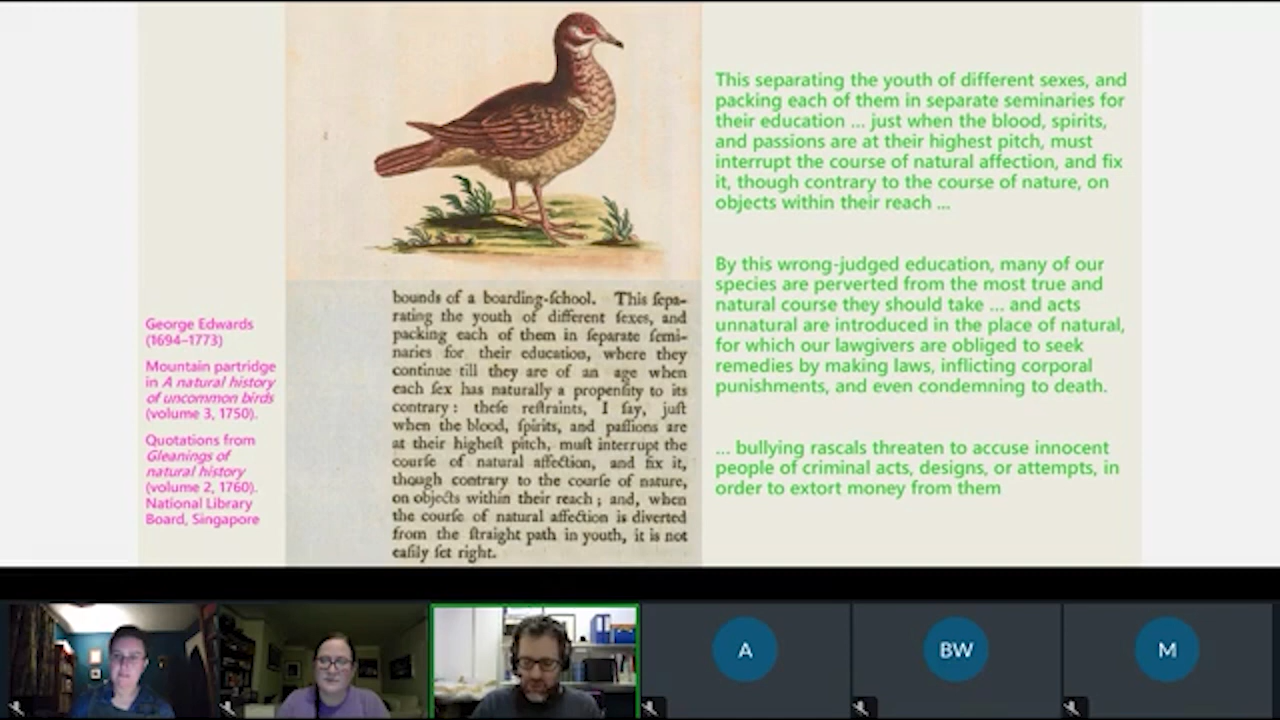 George Edwards
(1694–1773)
Mountain partridge
in A natural history
of uncommon birds
(volume 3, 1750).
Quotations from
Gleanings of
natural history
(volume 2, 1760).
National Library
Board, Singapore
bounds of a boarding-ſchool. This ſepa-
rating the youth of different ſexes, and
packing each of them in ſeparate ſemi-
naries for their education, where they
continue till they are of an age when
each ſex has naturally a propenſity to its
contrary: theſe reſtraints, I ſay, juſt
when the blood, ſpirits, and paſſions are
at their higheſt pitch, muſt interrupt the
courſe of natural affection, and fix it,
though contrary to the courſe of nature,
on objects within their reach; and, when
the courſe of natural affection is diverted
from the ſtraight path in youth, it is not
eaſily ſet right.
This separating the youth of different sexes, and
packing each of them in separate seminaries for
their education ... just when the blood, spirits,
and passions are at their highest pitch, must
interrupt the course of natural affection, and fix
it, though contrary to the course of nature, on
objects within their reach ...
By this wrong-judged education, many of our
species are perverted from the most true and
natural course they should take ... and acts
unnatural are introduced in the place of natural,
for which our lawgivers are obliged to seek
remedies by making laws, inflicting corporal
punishments, and even condemning to death.
... bullying rascals threaten to accuse innocent
people of criminal acts, designs, or attempts, in
order to extort money from them
A
BW
M